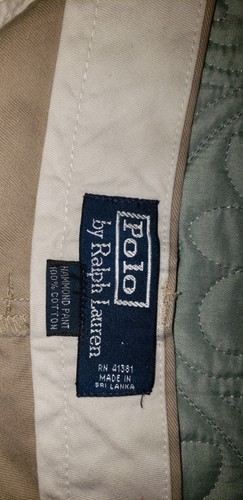 Polo
by Ralph Lauren
RN 41381
MADE IN
SRI LANKA
HAMMOND PANT
100% COTTON